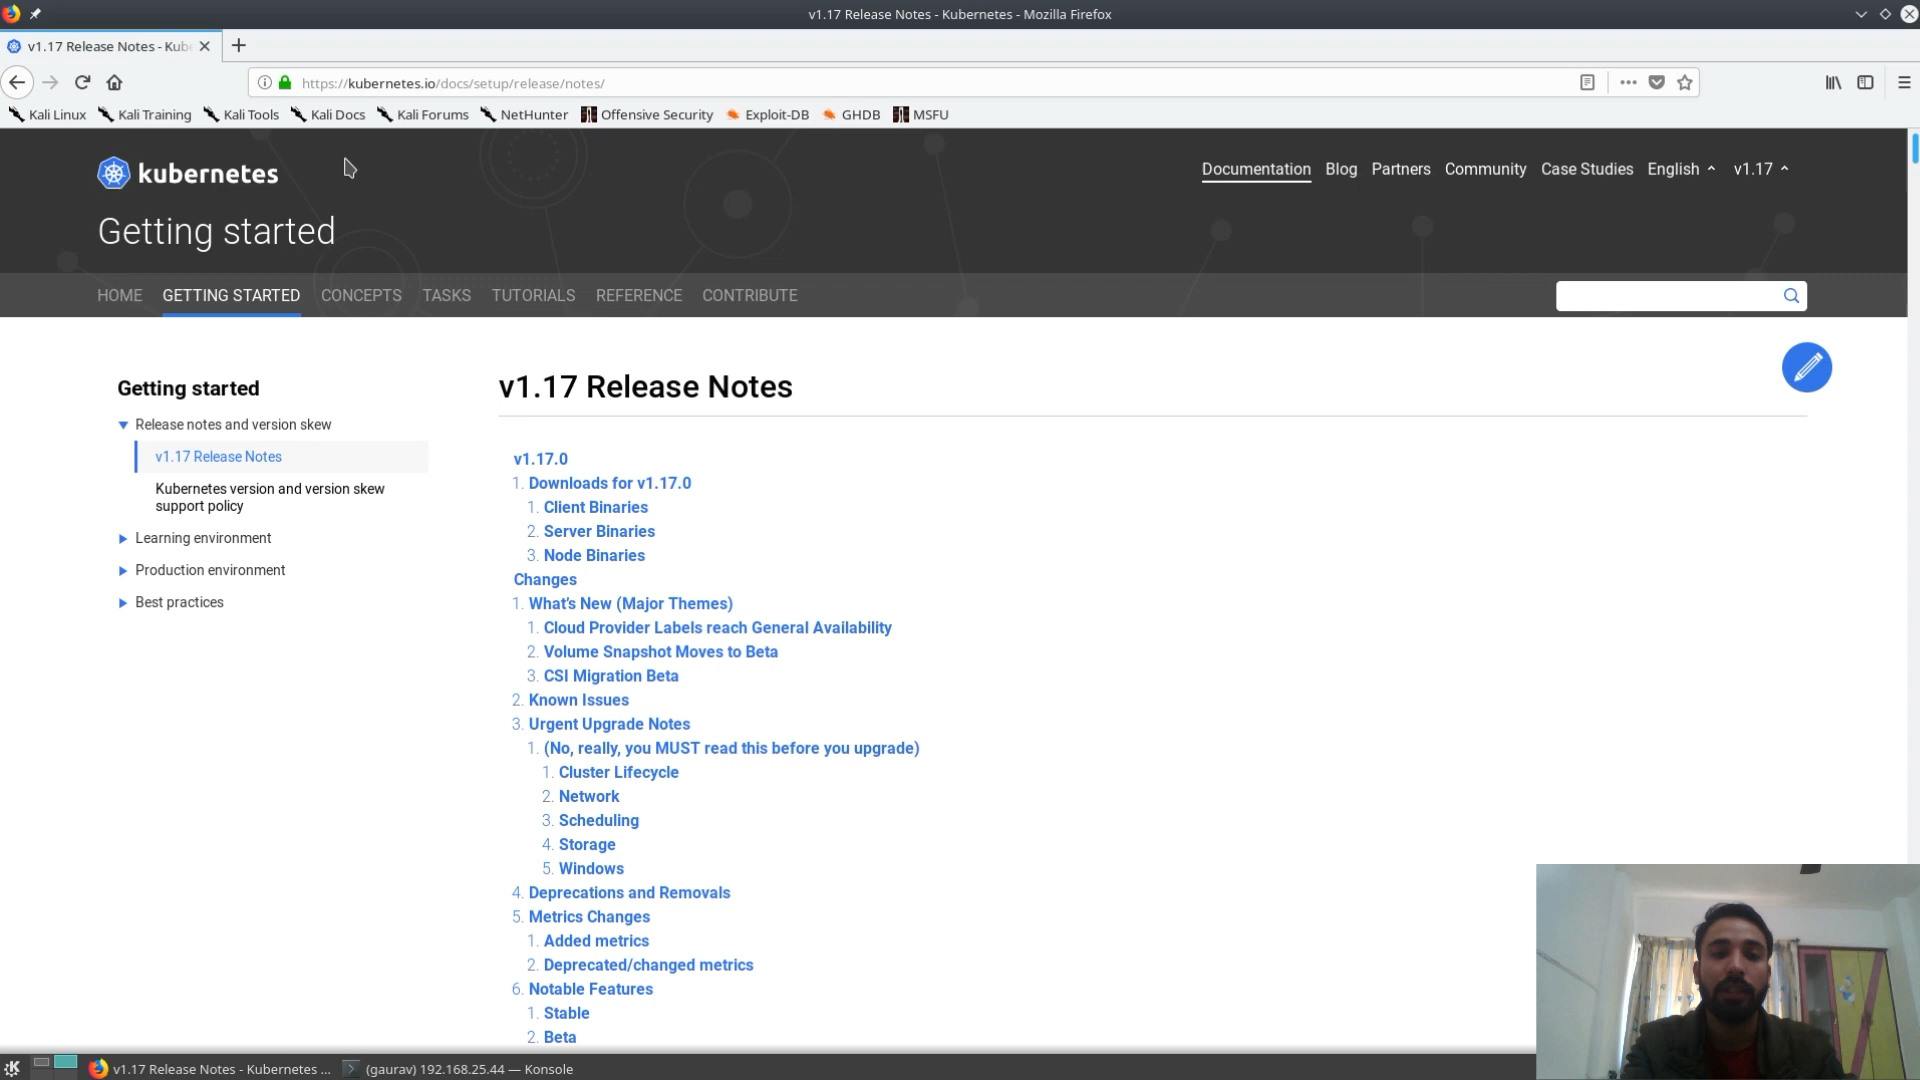 v1.17 Release Notes - Kubernetes - Mozilla Firefox
v1.17 Release Notes - Kub
https://kubernetes.io/docs/setup/release/notes/
Kali Linux Kali Training Kali Tools Kali Docs Kali Forums NetHunter Offensive Security Exploit-DB GHDB MSFU
kubernetes
Documentation Blog Partners Community Case Studies English v1.17
Getting started
HOME GETTING STARTED CONCEPTS TASKS TUTORIALS REFERENCE CONTRIBUTE
Getting started
Release notes and version skew
v1.17 Release Notes
Kubernetes version and version skew
support policy
Learning environment
Production environment
Best practices
v1.17 Release Notes
v1.17.0
1. Downloads for v1.17.0
1. Client Binaries
2. Server Binaries
3. Node Binaries
Changes
1. What's New (Major Themes)
1. Cloud Provider Labels reach General Availability
2. Volume Snapshot Moves to Beta
3. CSI Migration Beta
2. Known Issues
3. Urgent Upgrade Notes
1. (No, really, you MUST read this before you upgrade)
1. Cluster Lifecycle
2. Network
3. Scheduling
4. Storage
5. Windows
4. Deprecations and Removals
5. Metrics Changes
1. Added metrics
2. Deprecated/changed metrics
6. Notable Features
1. Stable
2. Beta
v1.17 Release Notes - Kubernetes ... (gaurav) 192.168.25.44 — Konsole